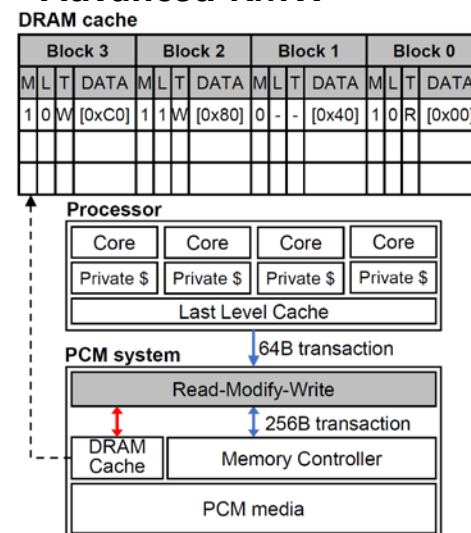 DRAM cache
Block 3 Block 2 Block 1 Block 0
M L T DATA M L T DATA M L T DATA M L T DATA
1 0 W [0xC0] 1 1 W [0x80] 0 - - [0x40] 1 0 R [0x00]
Processor
Core Core Core Core
Private $ Private $ Private $ Private $
Last Level Cache
64B transaction
PCM system
Read-Modify-Write
256B transaction
DRAM
Cache
Memory Controller
PCM media